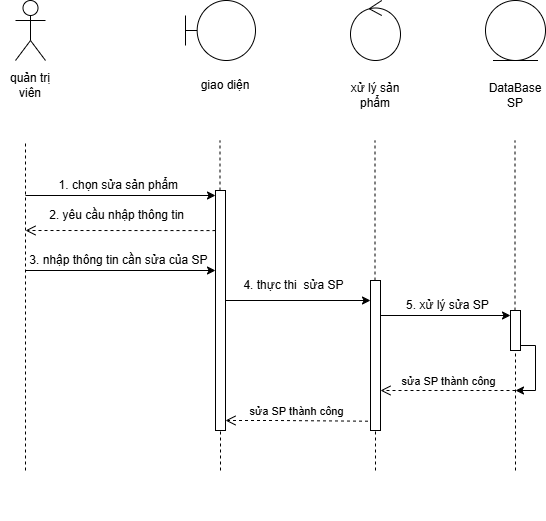 quản trị
viên
giao diện
xử lý sản
phẩm
DataBase
SP
1. chọn sửa sản phẩm
2. yêu cầu nhập thông tin
3. nhập thông tin cần sửa của SP
4. thực thi sửa SP
5. xử lý sửa SP
sửa SP thành công
sửa SP thành công